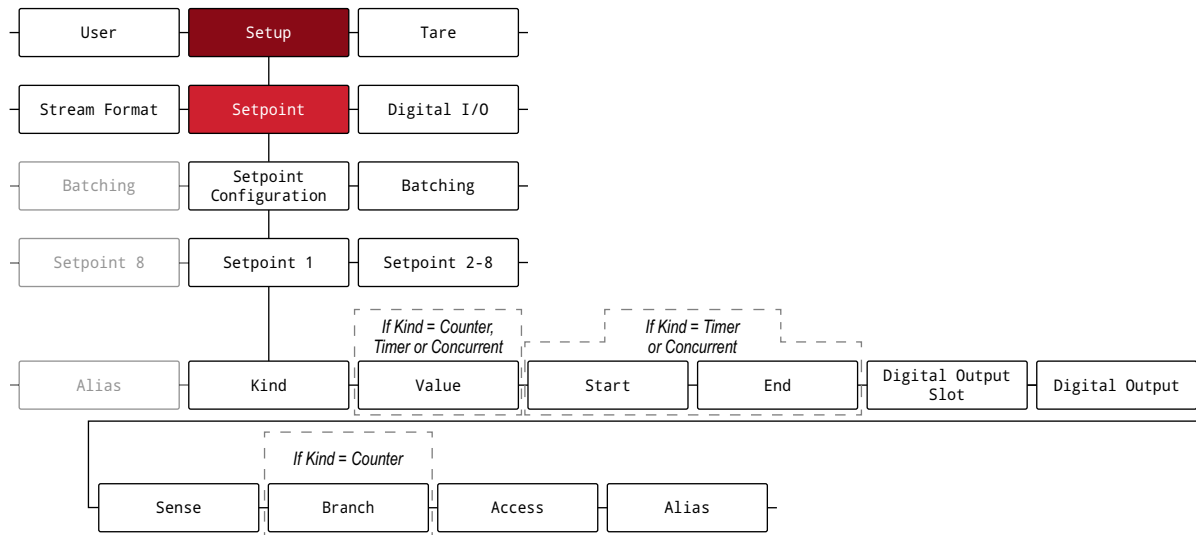 User
Setup
Tare
Stream Format
Setpoint
Digital I/O
Batching
Setpoint
Configuration
Batching
Setpoint 8
Setpoint 1
Setpoint 2-8
If Kind = Counter,
Timer or Concurrent
If Kind = Timer
or Concurrent
Alias
Kind
Value
Start
End
Digital Output
Slot
Digital Output
If Kind = Counter
Sense
Branch
Access
Alias